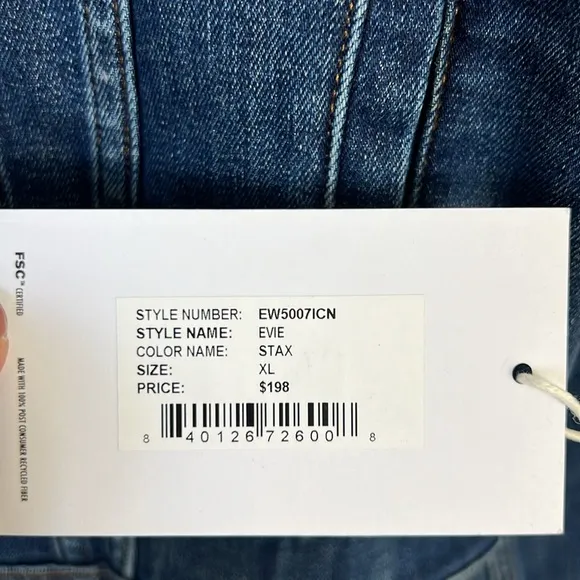 FSC™ CERTIFIED
MADE WITH 100% POST CONSUMER RECYCLED FIBER
STYLE NUMBER: EW5007ICN
STYLE NAME: EVIE
COLOR NAME: STAX
SIZE: XL
PRICE: $198
8 40126 72600 8